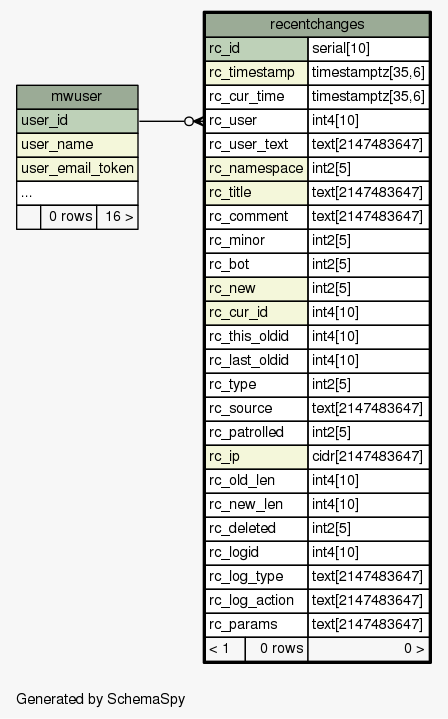 mwuser
user_id
user_name
user_email_token
...
0 rows 16 >
recentchanges
rc_id serial[10]
rc_timestamp timestamptz[35,6]
rc_cur_time timestamptz[35,6]
rc_user int4[10]
rc_user_text text[2147483647]
rc_namespace int2[5]
rc_title text[2147483647]
rc_comment text[2147483647]
rc_minor int2[5]
rc_bot int2[5]
rc_new int2[5]
rc_cur_id int4[10]
rc_this_oldid int4[10]
rc_last_oldid int4[10]
rc_type int2[5]
rc_source text[2147483647]
rc_patrolled int2[5]
rc_ip cidr[2147483647]
rc_old_len int4[10]
rc_new_len int4[10]
rc_deleted int2[5]
rc_logid int4[10]
rc_log_type text[2147483647]
rc_log_action text[2147483647]
rc_params text[2147483647]
< 1 0 rows 0 >
Generated by SchemaSpy